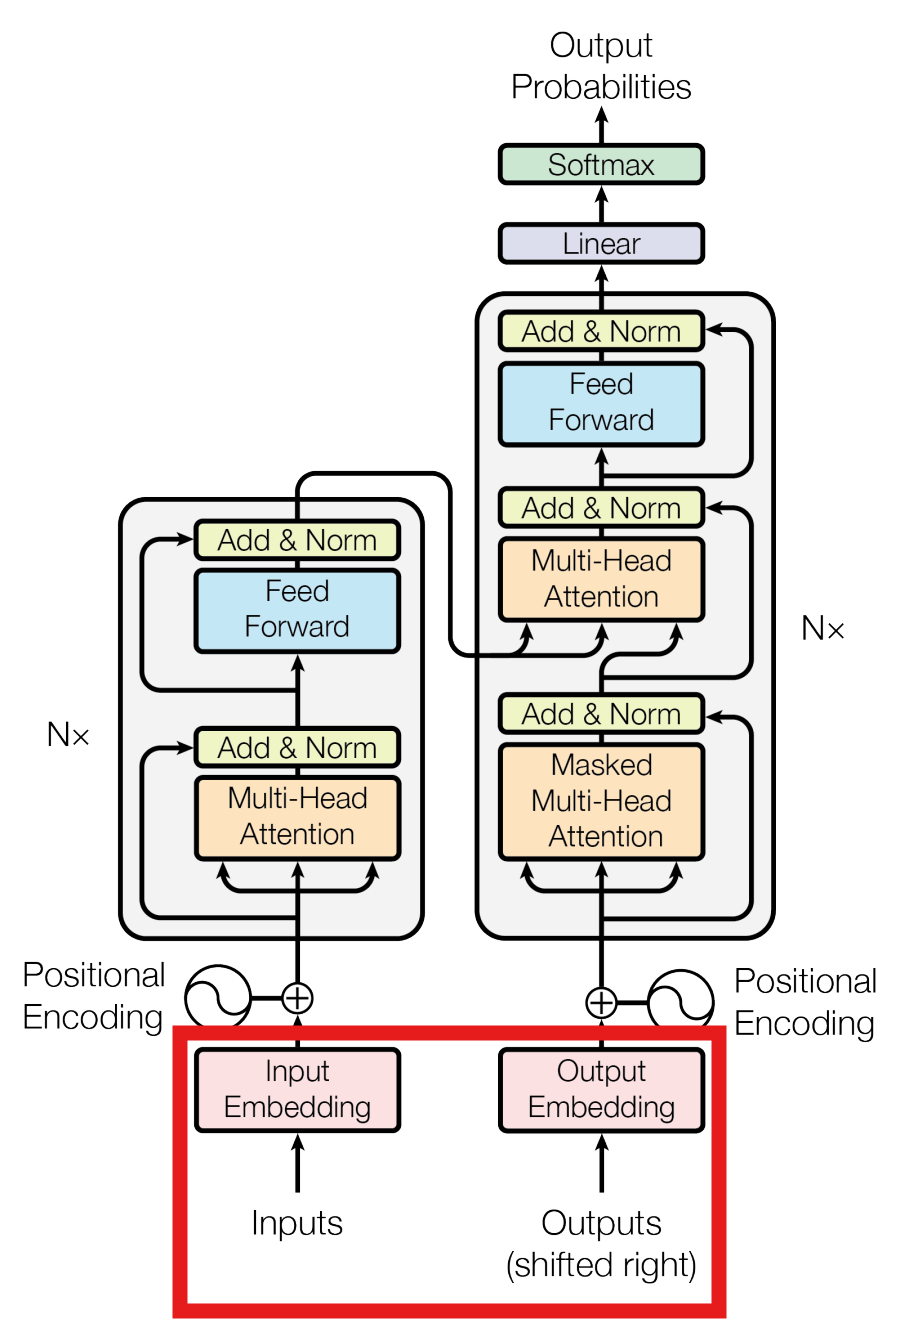 Output
Probabilities
Softmax
Linear
Add & Norm
Feed
Forward
Add & Norm
Multi-Head
Attention
Add & Norm
Masked
Multi-Head
Attention
N×
Add & Norm
Feed
Forward
Add & Norm
Multi-Head
Attention
N×
Positional
Encoding
Positional
Encoding
Input
Embedding
Output
Embedding
Inputs
Outputs
(shifted right)